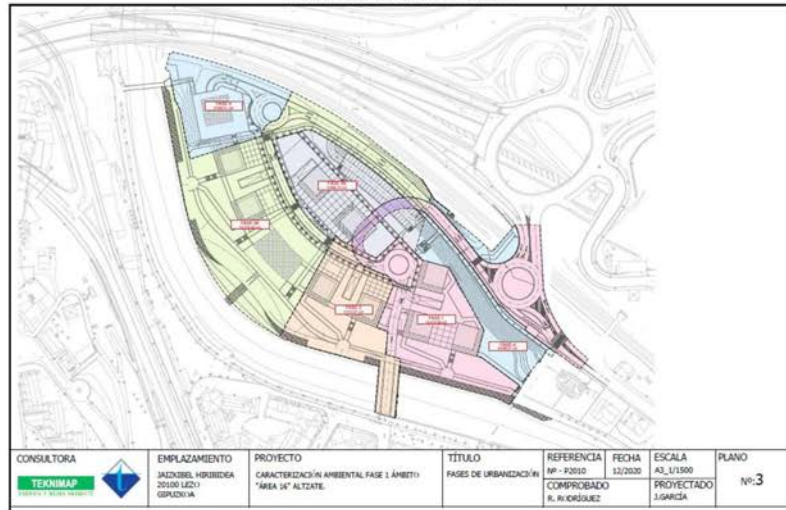 CONSULTORA
TEKNIMAP
EMPLAZAMIENTO
JAIZKIBEL HIRIBIDEA
20100 LEZO
GIPUZKOA
PROYECTO
CARACTERIZACIÓN AMBIENTAL FASE 1 ÁMBITO
"ÁREA 16" ALTZATE.
TÍTULO
FASES DE URBANIZACIÓN
REFERENCIA
Nº - P2010
FECHA
12/2020
ESCALA
A3_1/1500
COMPROBADO
R. RODRÍGUEZ
PROYECTADO
J.GARCÍA
PLANO
Nº:3